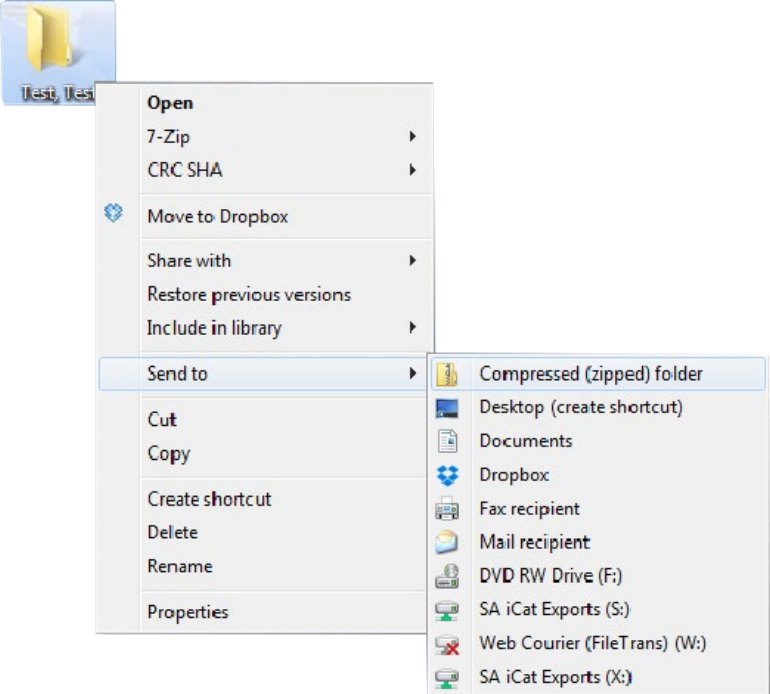 Test, Test
Open
7-Zip
CRC SHA
Move to Dropbox
Share with
Restore previous versions
Include in library
Send to
Cut
Copy
Create shortcut
Delete
Rename
Properties
Compressed (zipped) folder
Desktop (create shortcut)
Documents
Dropbox
Fax recipient
Mail recipient
DVD RW Drive (F:)
SA iCat Exports (S:)
Web Courier (FileTrans) (W:)
SA iCat Exports (X:)